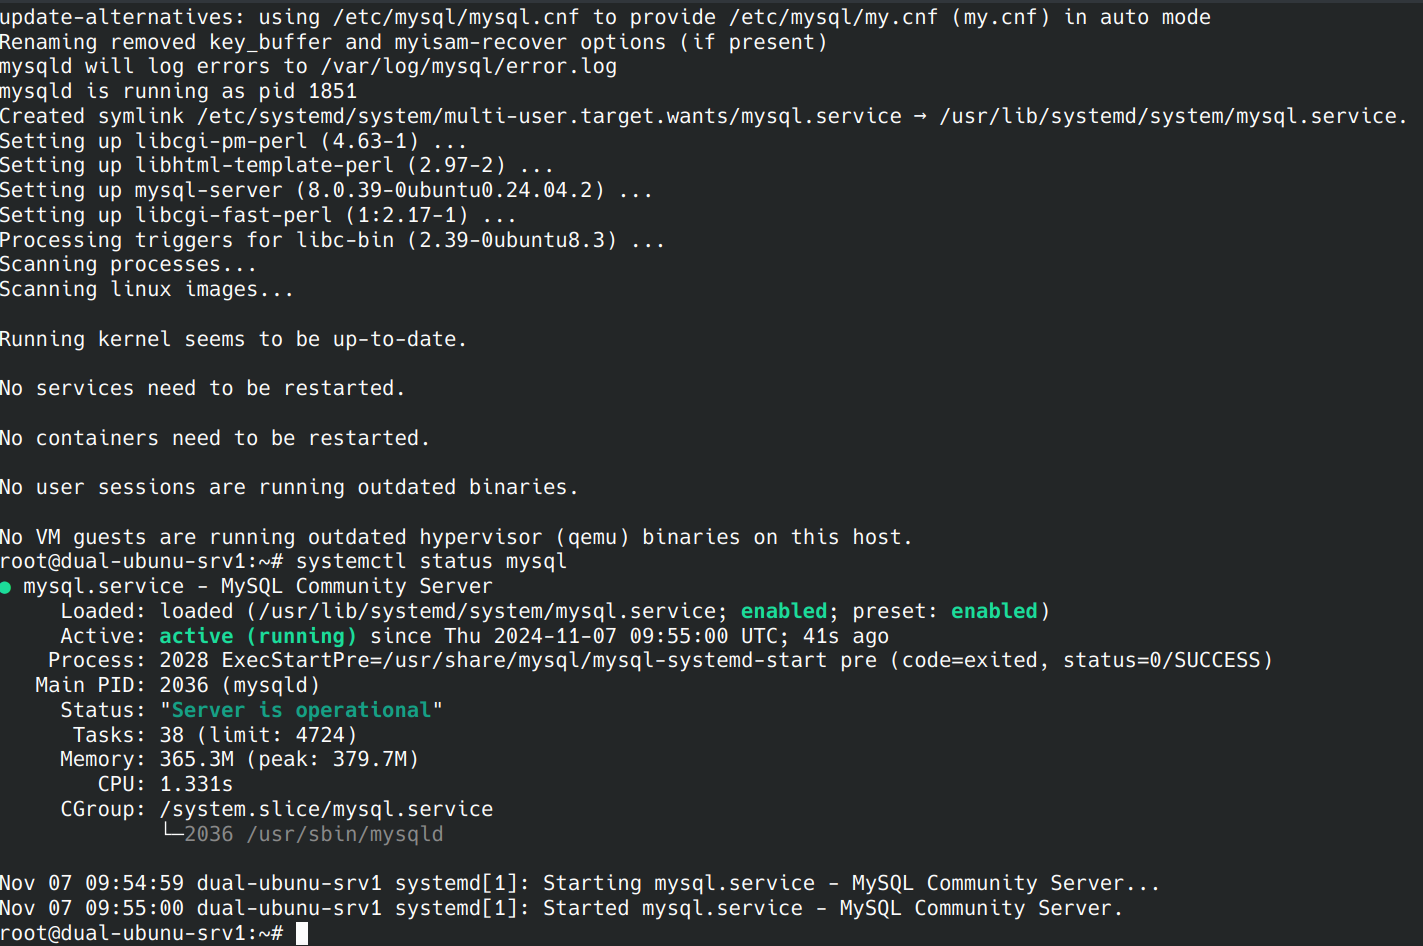 update-alternatives: using /etc/mysql/mysql.cnf to provide /etc/mysql/my.cnf (my.cnf) in auto mode
Renaming removed key_buffer and myisam-recover options (if present)
mysqld will log errors to /var/log/mysql/error.log
mysqld is running as pid 1851
Created symlink /etc/systemd/system/multi-user.target.wants/mysql.service → /usr/lib/systemd/system/mysql.service.
Setting up libcgi-pm-perl (4.63-1) ...
Setting up libhtml-template-perl (2.97-2) ...
Setting up mysql-server (8.0.39-0ubuntu0.24.04.2) ...
Setting up libcgi-fast-perl (1:2.17-1) ...
Processing triggers for libc-bin (2.39-0ubuntu8.3) ...
Scanning processes...
Scanning linux images...

Running kernel seems to be up-to-date.

No services need to be restarted.

No containers need to be restarted.

No user sessions are running outdated binaries.

No VM guests are running outdated hypervisor (qemu) binaries on this host.
root@dual-ubunu-srv1:~# systemctl status mysql
● mysql.service - MySQL Community Server
     Loaded: loaded (/usr/lib/systemd/system/mysql.service; enabled; preset: enabled)
     Active: active (running) since Thu 2024-11-07 09:55:00 UTC; 41s ago
    Process: 2028 ExecStartPre=/usr/share/mysql/mysql-systemd-start pre (code=exited, status=0/SUCCESS)
   Main PID: 2036 (mysqld)
     Status: "Server is operational"
      Tasks: 38 (limit: 4724)
     Memory: 365.3M (peak: 379.7M)
        CPU: 1.331s
     CGroup: /system.slice/mysql.service
             └─2036 /usr/sbin/mysqld

Nov 07 09:54:59 dual-ubunu-srv1 systemd[1]: Starting mysql.service - MySQL Community Server...
Nov 07 09:55:00 dual-ubunu-srv1 systemd[1]: Started mysql.service - MySQL Community Server.
root@dual-ubunu-srv1:~#